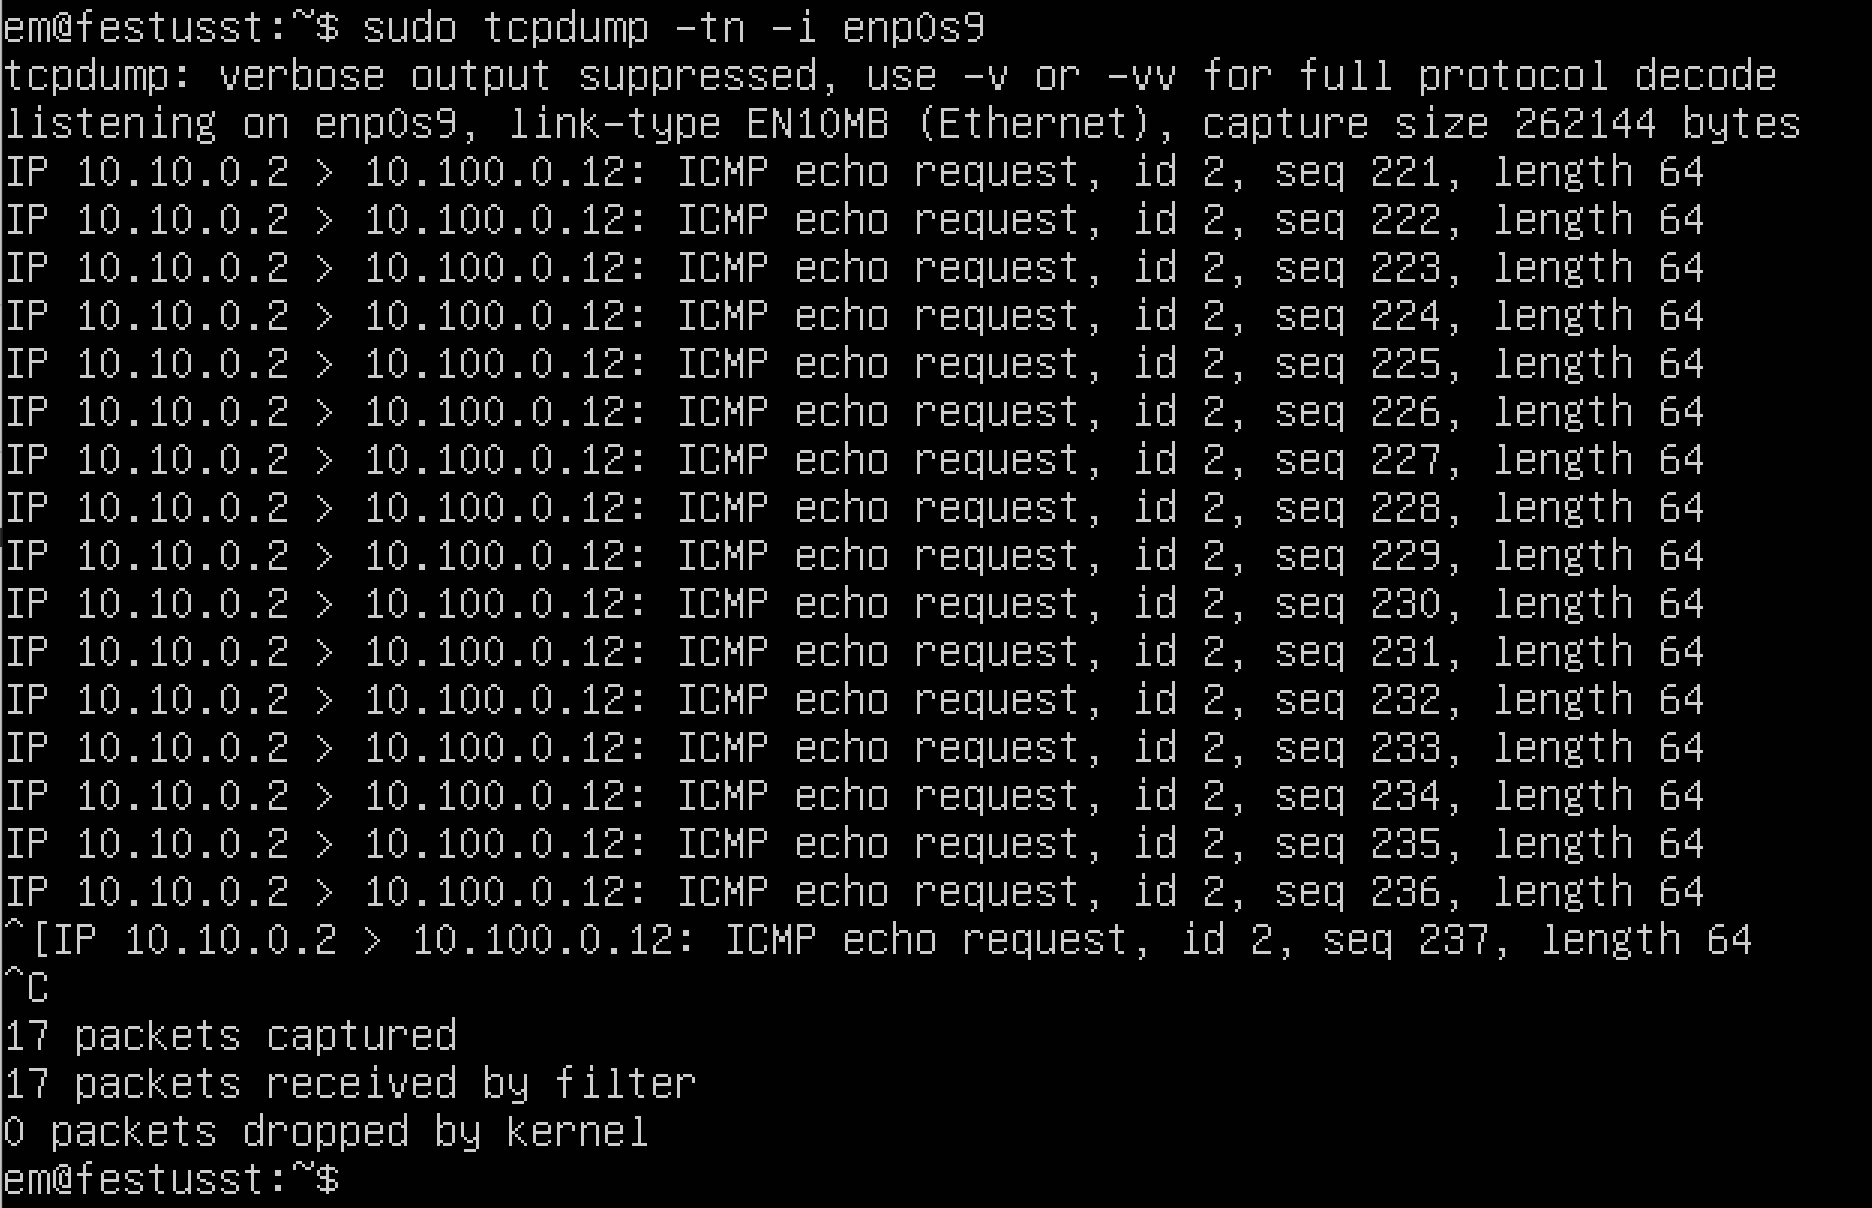 em@festusst:~$ sudo tcpdump -tn -i enp0s9
tcpdump: verbose output suppressed, use -v or -vv for full protocol decode
listening on enp0s9, link-type EN10MB (Ethernet), capture size 262144 bytes
IP 10.10.0.2 > 10.100.0.12: ICMP echo request, id 2, seq 221, length 64
IP 10.10.0.2 > 10.100.0.12: ICMP echo request, id 2, seq 222, length 64
IP 10.10.0.2 > 10.100.0.12: ICMP echo request, id 2, seq 223, length 64
IP 10.10.0.2 > 10.100.0.12: ICMP echo request, id 2, seq 224, length 64
IP 10.10.0.2 > 10.100.0.12: ICMP echo request, id 2, seq 225, length 64
IP 10.10.0.2 > 10.100.0.12: ICMP echo request, id 2, seq 226, length 64
IP 10.10.0.2 > 10.100.0.12: ICMP echo request, id 2, seq 227, length 64
IP 10.10.0.2 > 10.100.0.12: ICMP echo request, id 2, seq 228, length 64
IP 10.10.0.2 > 10.100.0.12: ICMP echo request, id 2, seq 229, length 64
IP 10.10.0.2 > 10.100.0.12: ICMP echo request, id 2, seq 230, length 64
IP 10.10.0.2 > 10.100.0.12: ICMP echo request, id 2, seq 231, length 64
IP 10.10.0.2 > 10.100.0.12: ICMP echo request, id 2, seq 232, length 64
IP 10.10.0.2 > 10.100.0.12: ICMP echo request, id 2, seq 233, length 64
IP 10.10.0.2 > 10.100.0.12: ICMP echo request, id 2, seq 234, length 64
IP 10.10.0.2 > 10.100.0.12: ICMP echo request, id 2, seq 235, length 64
IP 10.10.0.2 > 10.100.0.12: ICMP echo request, id 2, seq 236, length 64
^[IP 10.10.0.2 > 10.100.0.12: ICMP echo request, id 2, seq 237, length 64
^C
17 packets captured
17 packets received by filter
0 packets dropped by kernel
em@festusst:~$